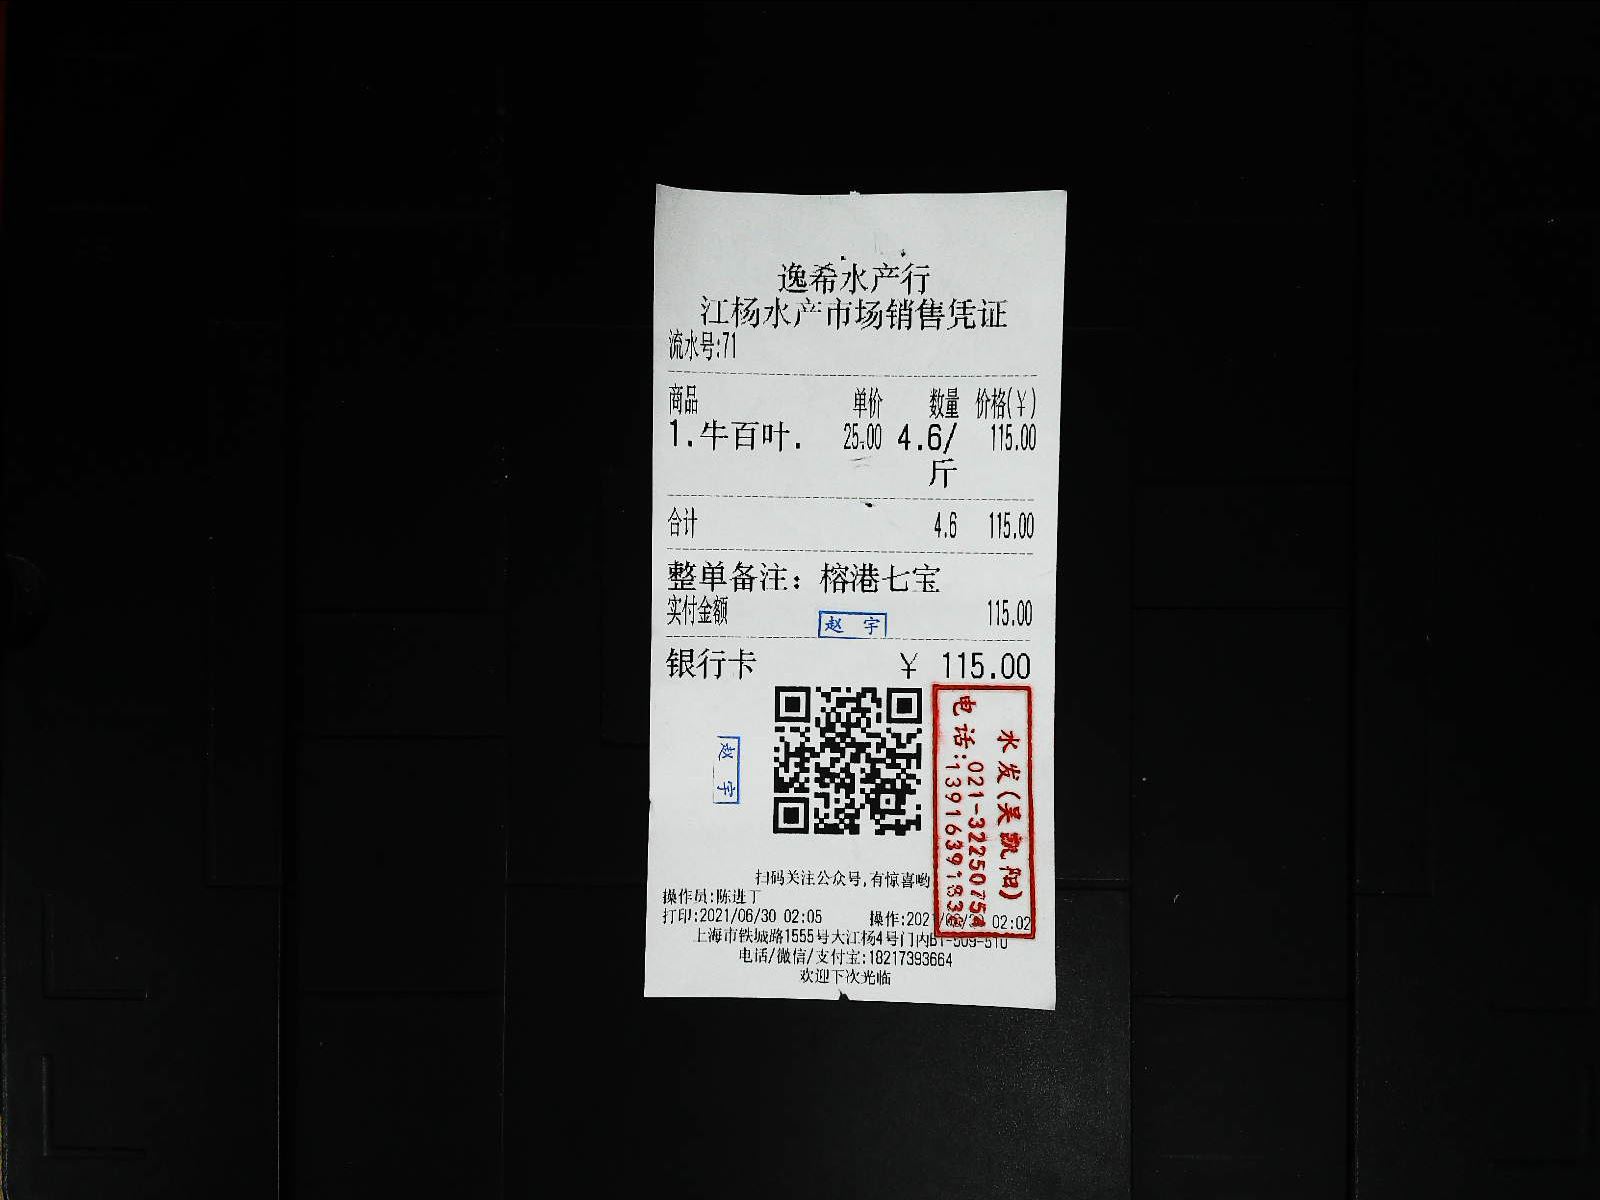 逸希水产行
江杨水产市场销售凭证
流水号:71
商品 单价 数量 价格(¥)
1.牛百叶. 25.00 4.6/斤 115.00
合计 4.6 115.00
整单备注：榕港七宝
实付金额 115.00
赵 宇
银行卡 ¥ 115.00
赵 宇
水发(吴凯阳)
电话:021-32250754
1391639183
扫码关注公众号,有惊喜哟
操作员:陈进丁
打印:2021/06/30 02:05 操作:2021/06/30 02:02
上海市铁城路1555号大江杨4号门内B1-509-510
电话/微信/支付宝:18217393664
欢迎下次光临